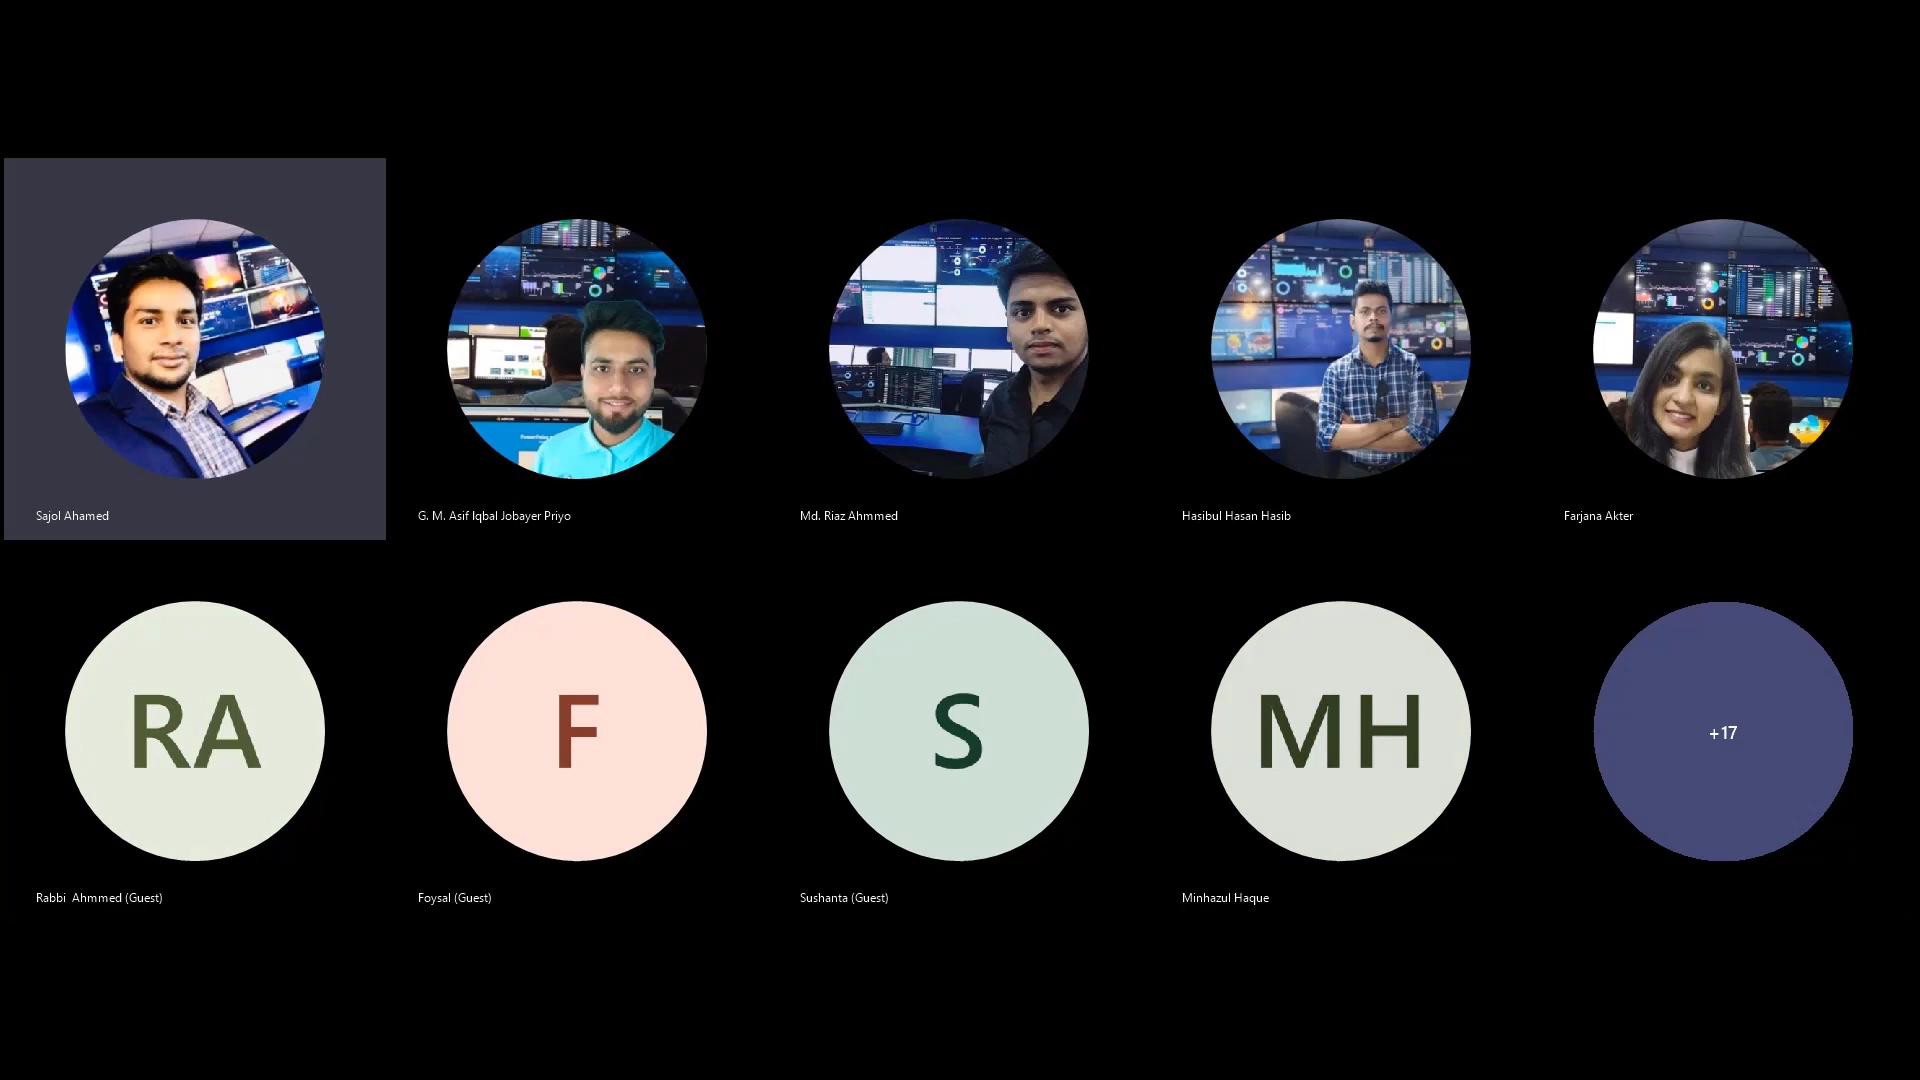 Sajol Ahamed
G. M. Asif Iqbal Jobayer Priyo
Md. Riaz Ahmmed
Hasibul Hasan Hasib
Farjana Akter
RA
F
S
MH
+17
Rabbi  Ahmmed (Guest)
Foysal (Guest)
Sushanta (Guest)
Minhazul Haque